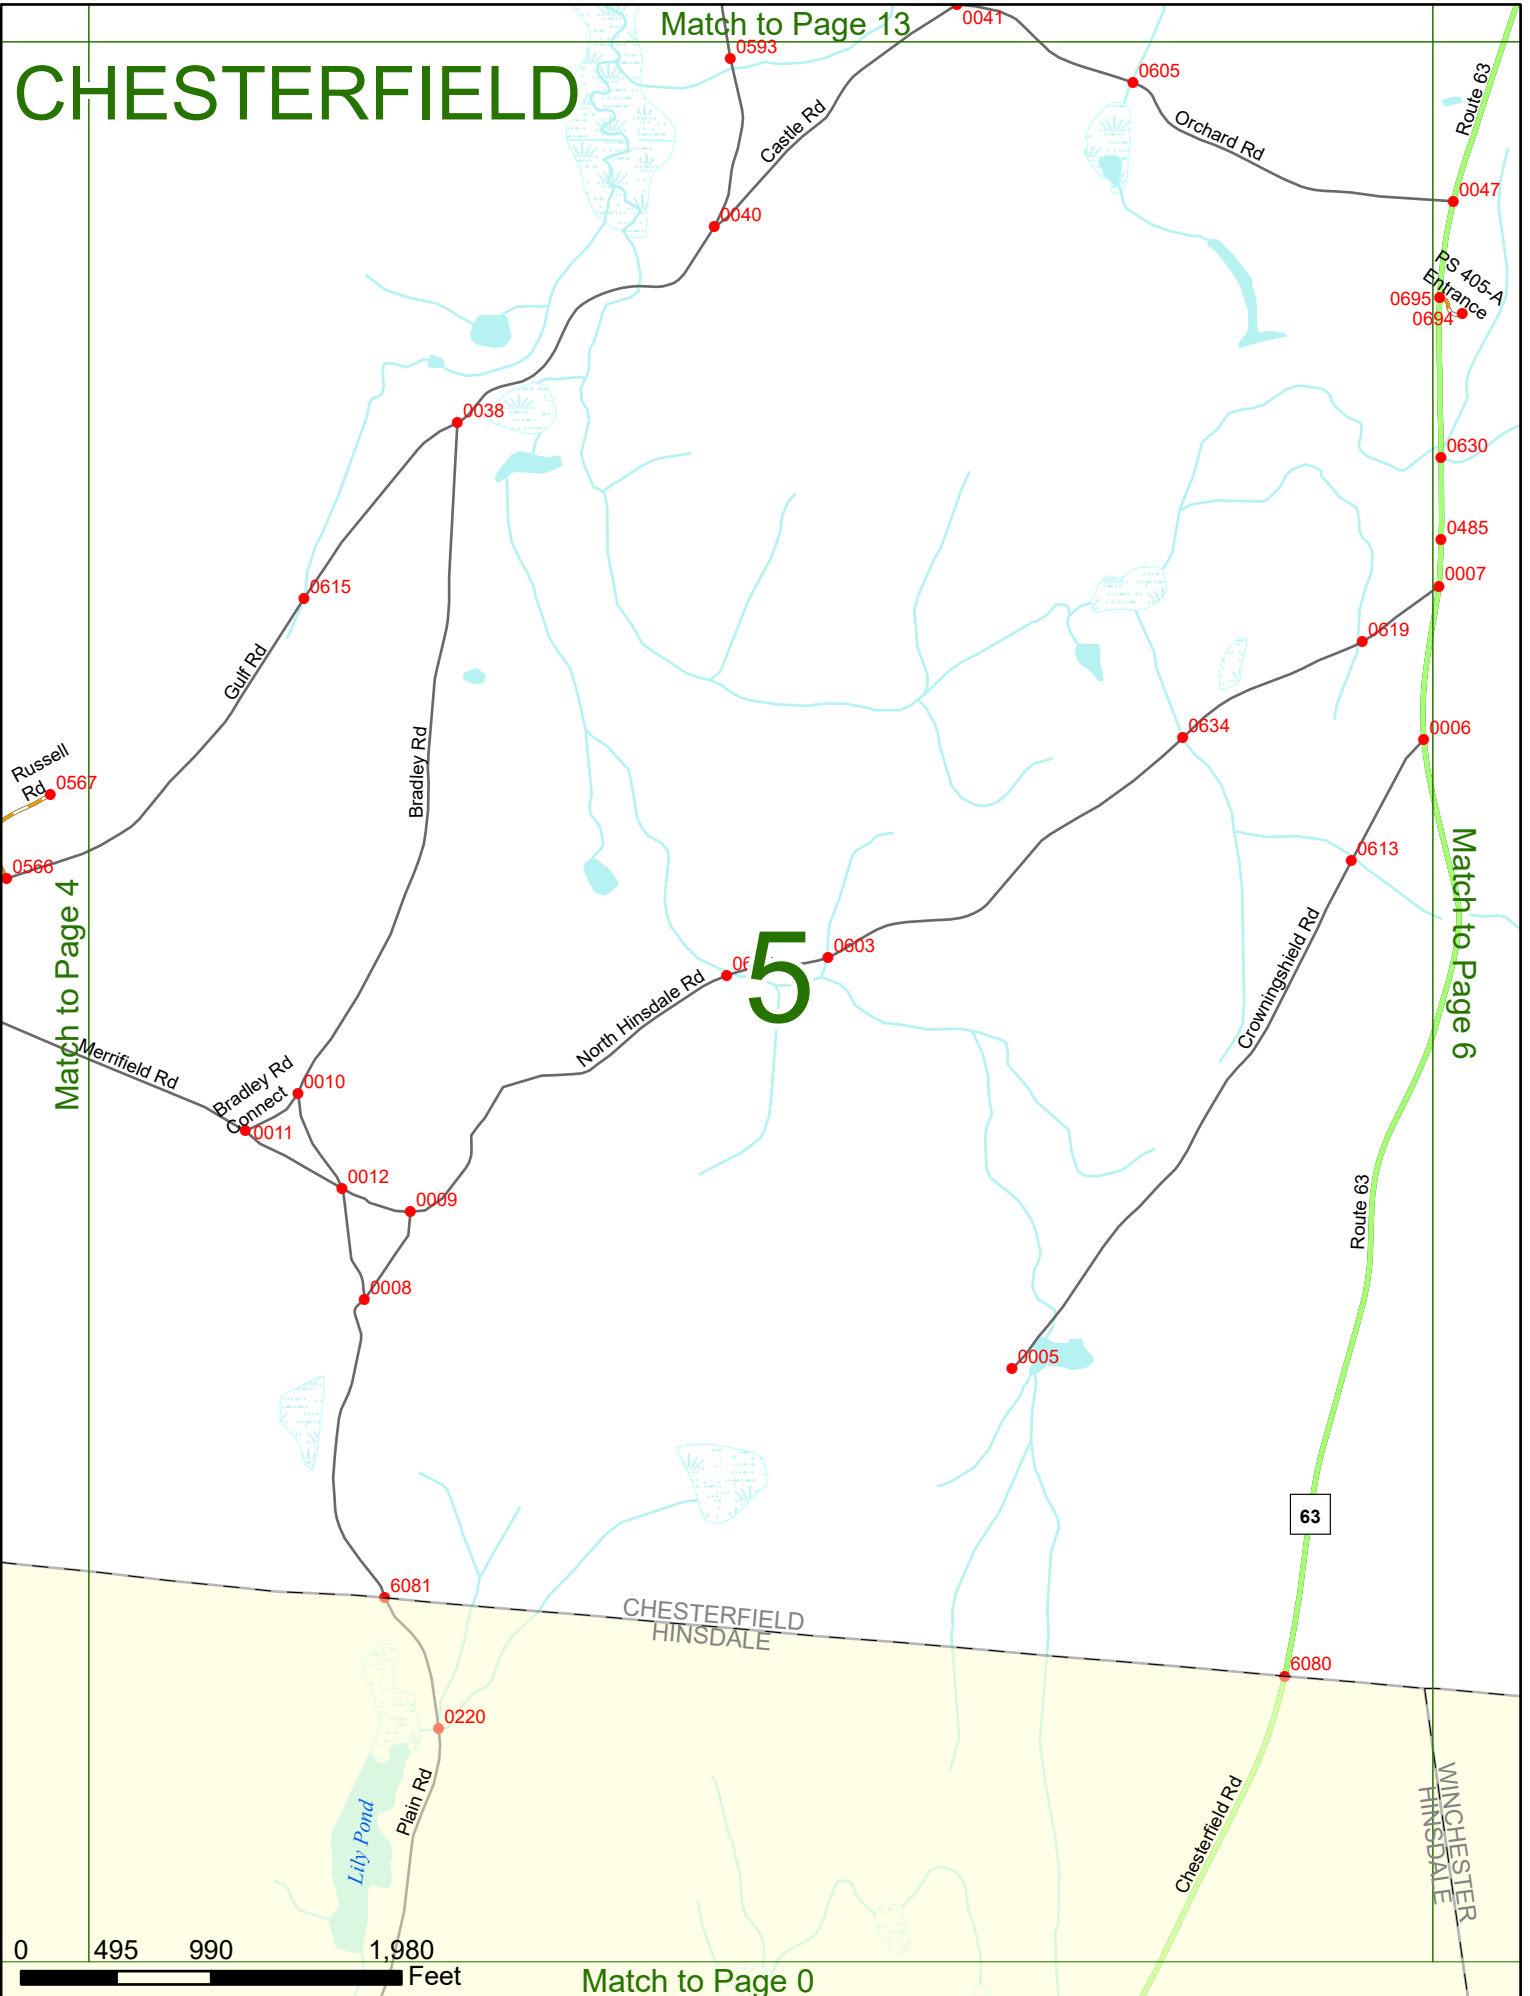 Match to Page 13
0041
0593
CHESTERFIELD
0605
Route 63
Castle Rd
Orchard Rd
0047
0040
PS 405-A
Entrance
0695
0694
0038
0630
0485
0007
0615
0619
Gulf Rd
0634
0006
Bradley Rd
Russell
Rd
0567
0566
0613
Match to Page 4
Match to Page 6
Crowningshield Rd
5
0603
North Hinsdale Rd
Merrifield Rd
Bradley Rd
Connect
0010
0011
0012
0009
Route 63
0008
0005
63
6081
CHESTERFIELD
HINSDALE
6080
0220
Plain Rd
Lily Pond
Chesterfield Rd
WINCHESTER
HINSDALE
0 495 990 1,980
Feet
Match to Page 0